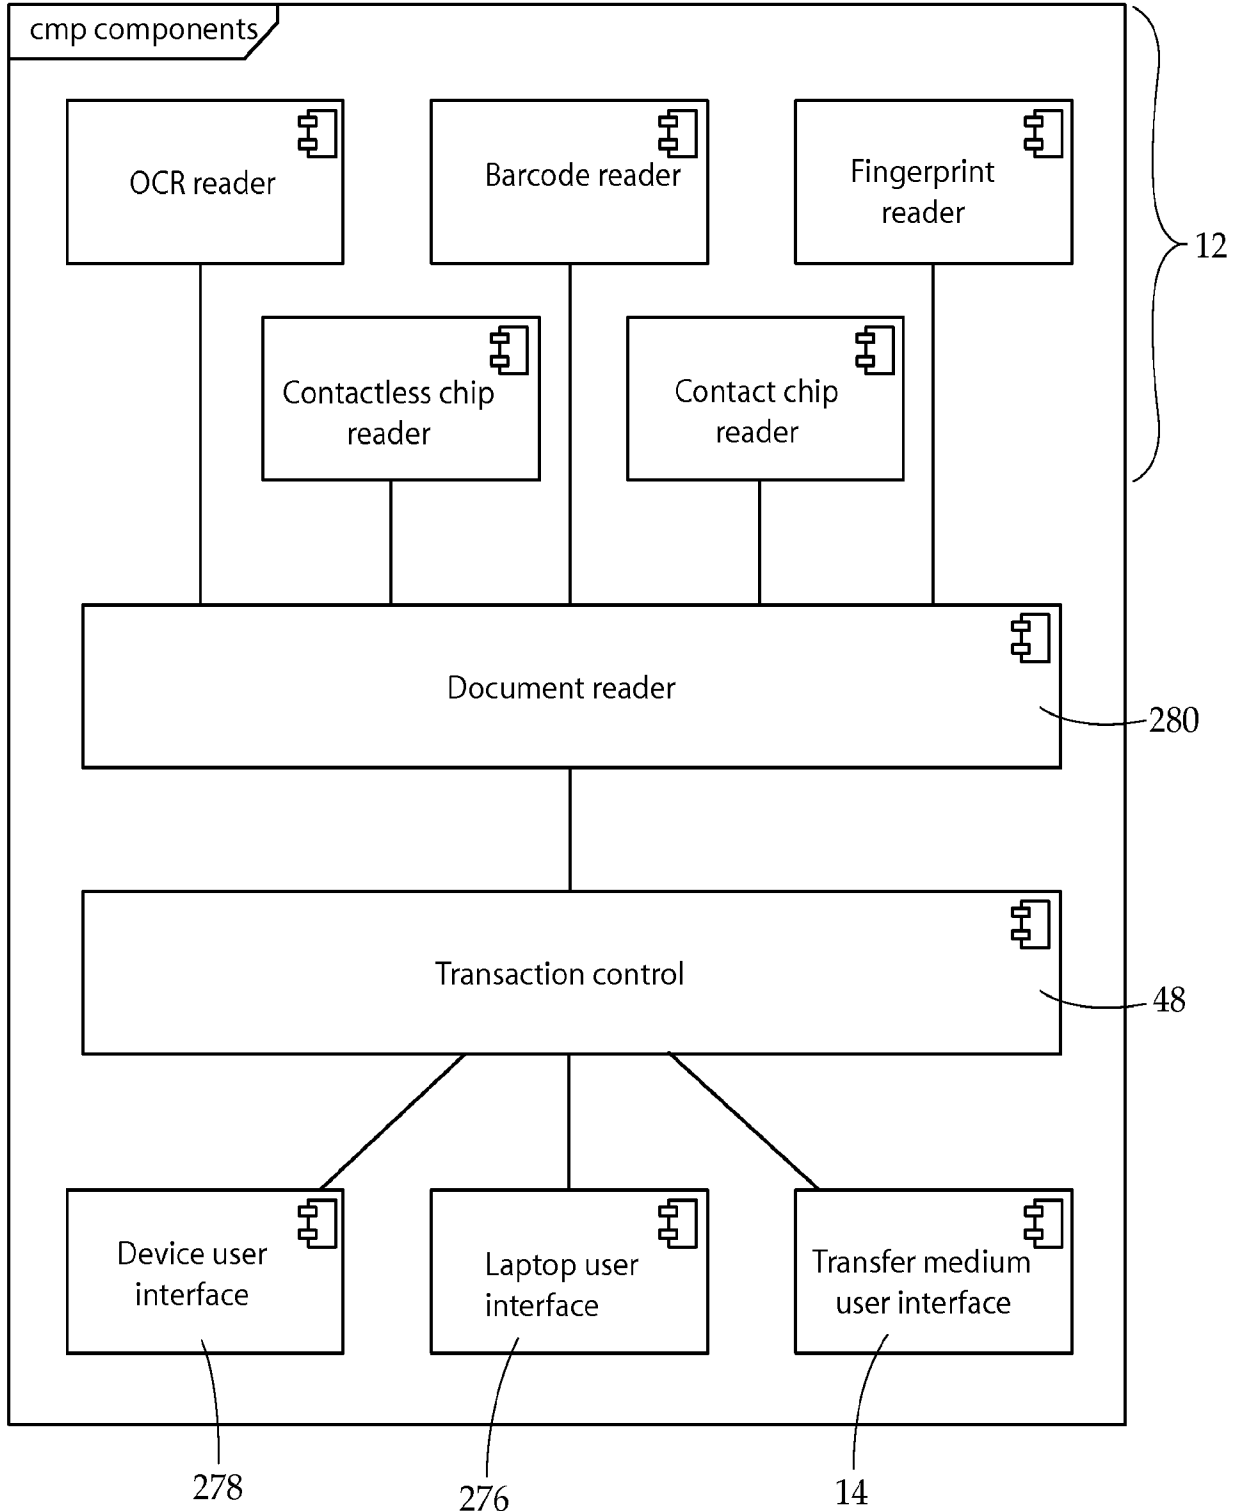 cmp components
OCR reader
Barcode reader
Fingerprint
reader
12
Contactless chip
reader
Contact chip
reader
Document reader
280
Transaction control
48
Device user
interface
Laptop user
interface
Transfer medium
user interface
278
276
14